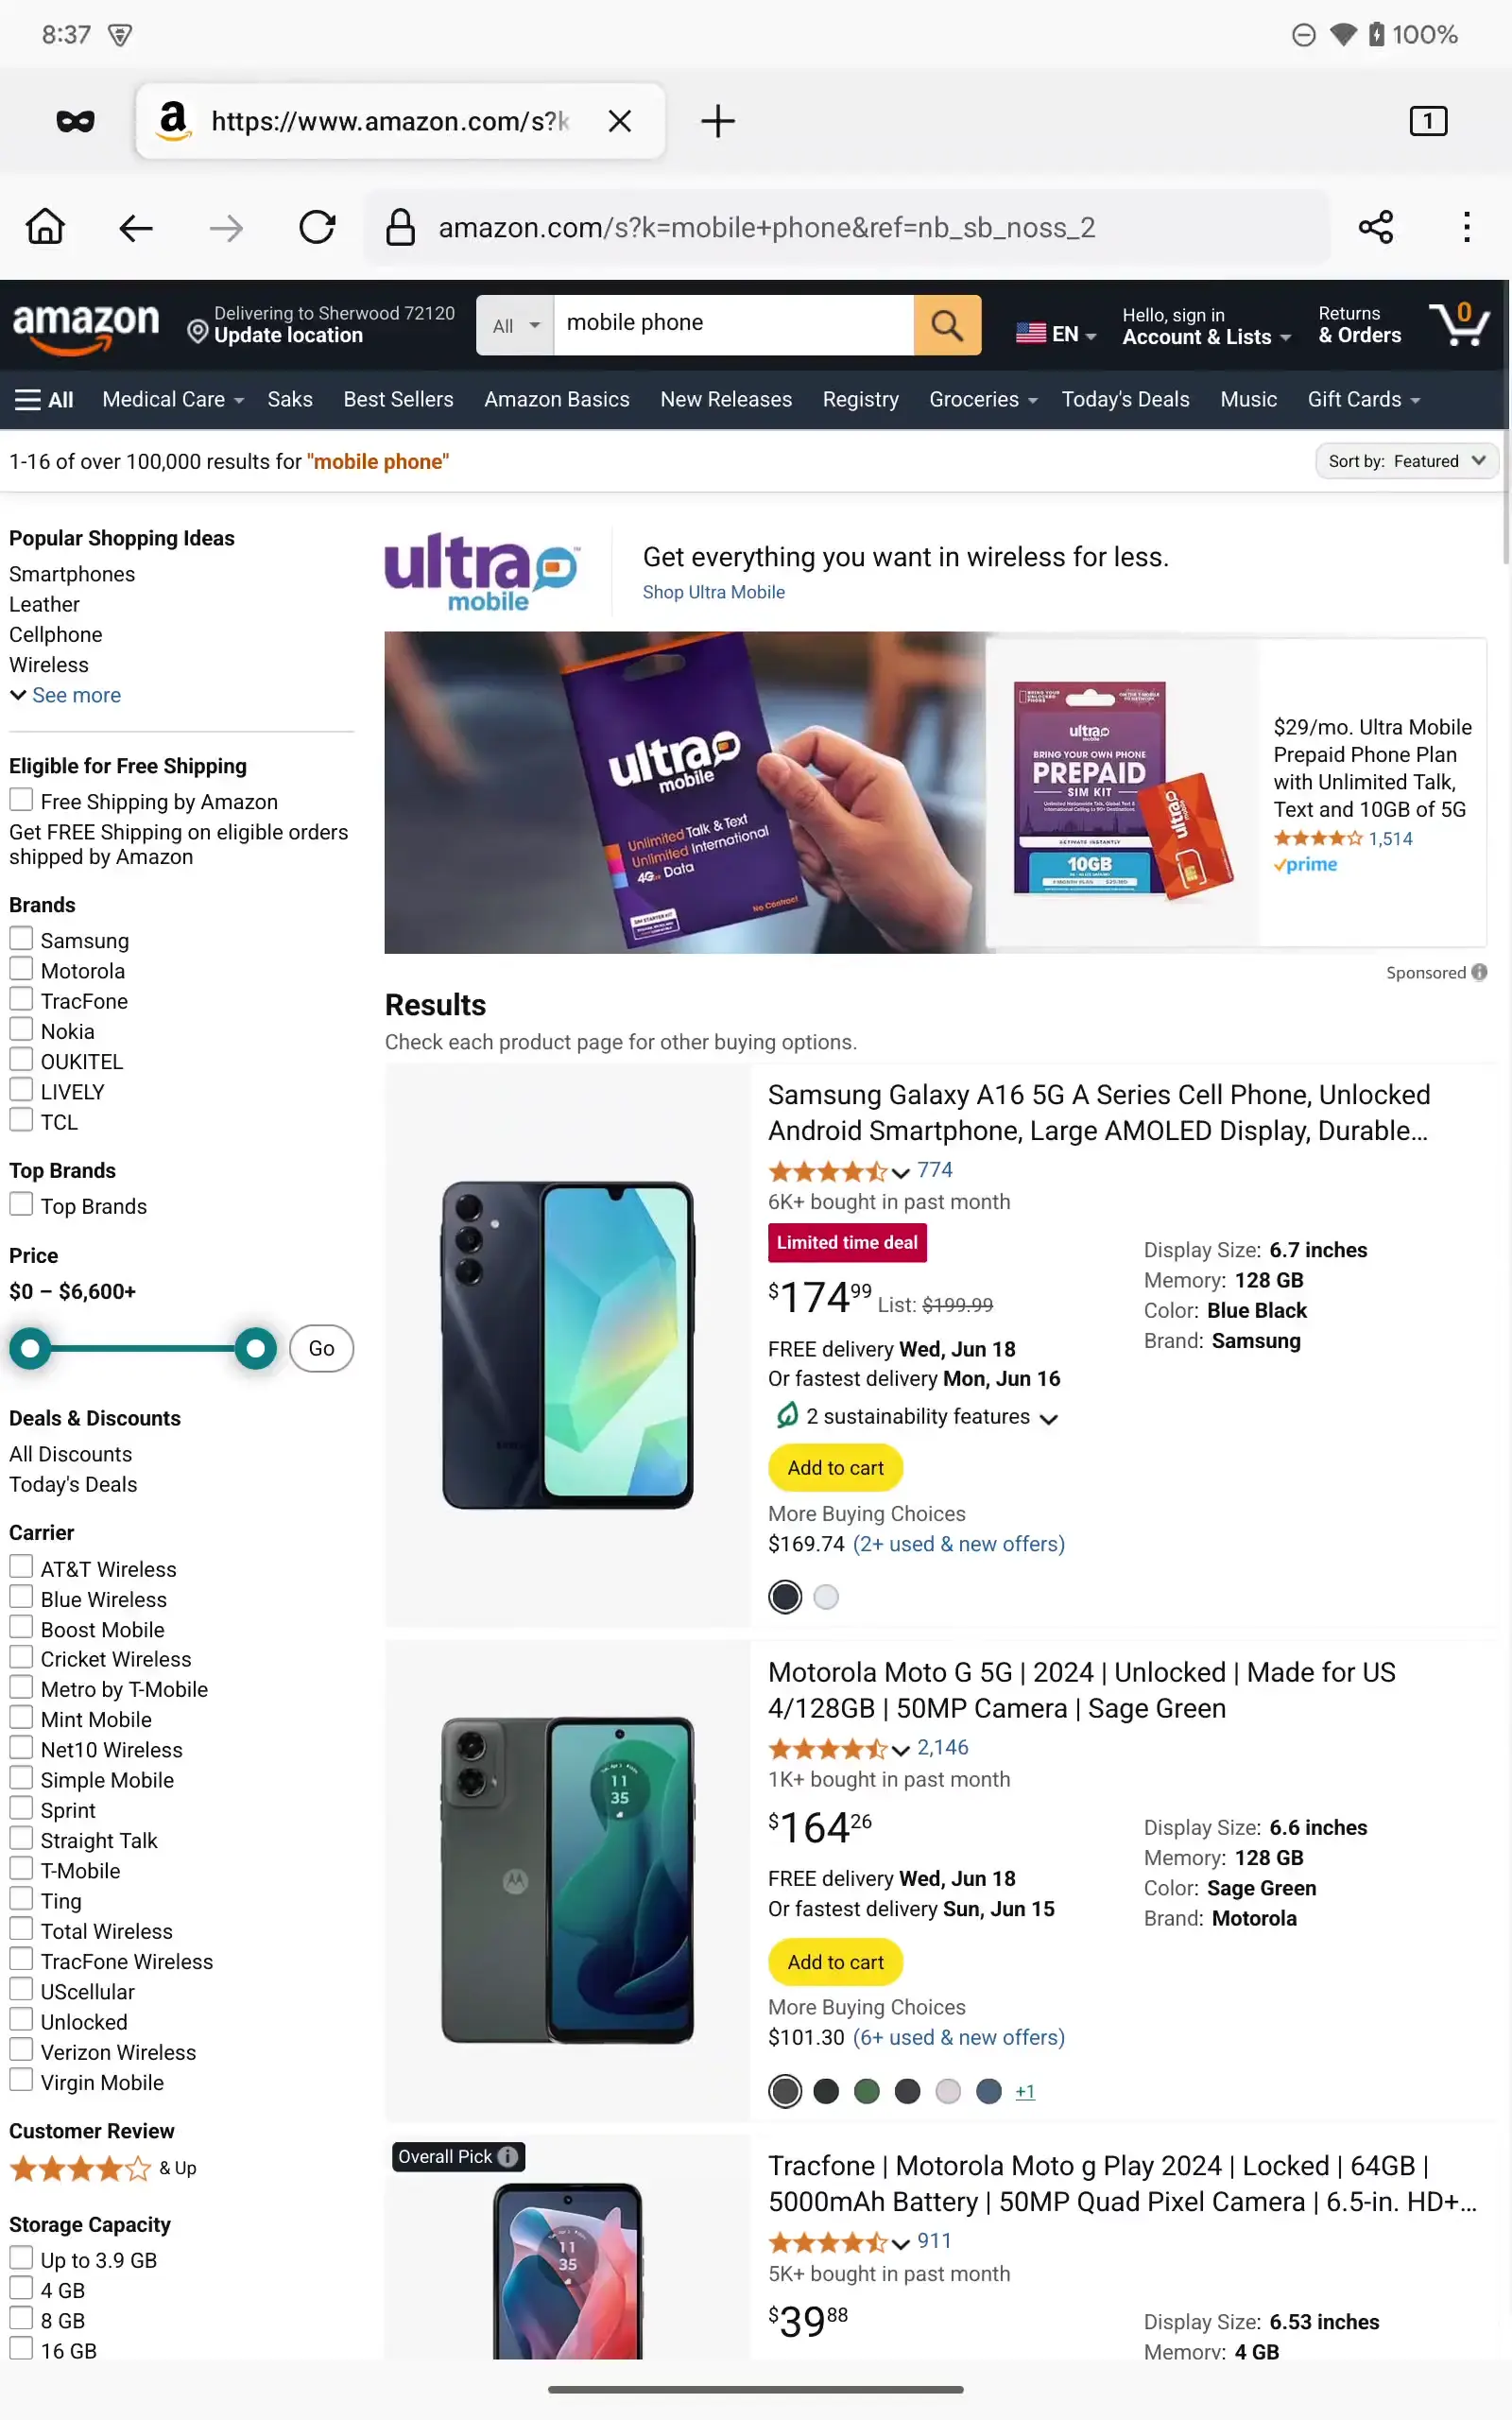 8:37
100%
https://www.amazon.com/s?k
1
amazon.com/s?k=mobile+phone&ref=nb_sb_noss_2
amazon
Delivering to Sherwood 72120
Update location
All
mobile phone
EN
Hello, sign in
Account & Lists
Returns
& Orders
0
All
Medical Care
Saks
Best Sellers
Amazon Basics
New Releases
Registry
Groceries
Today's Deals
Music
Gift Cards
1-16 of over 100,000 results for "mobile phone"
Sort by: Featured
Popular Shopping Ideas
Smartphones
Leather
Cellphone
Wireless
See more
Eligible for Free Shipping
Free Shipping by Amazon
Get FREE Shipping on eligible orders
shipped by Amazon
Brands
Samsung
Motorola
TracFone
Nokia
OUKITEL
LIVELY
TCL
Top Brands
Top Brands
Price
$0 – $6,600+
Go
Deals & Discounts
All Discounts
Today's Deals
Carrier
AT&T Wireless
Blue Wireless
Boost Mobile
Cricket Wireless
Metro by T-Mobile
Mint Mobile
Net10 Wireless
Simple Mobile
Sprint
Straight Talk
T-Mobile
Ting
Total Wireless
TracFone Wireless
UScellular
Unlocked
Verizon Wireless
Virgin Mobile
Customer Review
& Up
Storage Capacity
Up to 3.9 GB
4 GB
8 GB
16 GB
ultra
mobile
Get everything you want in wireless for less.
Shop Ultra Mobile
ultra
mobile
Unlimited Talk & Text
Unlimited International
4G Data
No Contract
ultra
mobile
BRING YOUR OWN PHONE
PREPAID
SIM KIT
ACTIVATE INSTANTLY
10GB
ultra
$29/mo. Ultra Mobile
Prepaid Phone Plan
with Unlimited Talk,
Text and 10GB of 5G
1,514
prime
Sponsored
Results
Check each product page for other buying options.
Samsung Galaxy A16 5G A Series Cell Phone, Unlocked
Android Smartphone, Large AMOLED Display, Durable...
774
6K+ bought in past month
Limited time deal
$174.99 List: $199.99
FREE delivery Wed, Jun 18
Or fastest delivery Mon, Jun 16
2 sustainability features
Add to cart
More Buying Choices
$169.74 (2+ used & new offers)
Display Size: 6.7 inches
Memory: 128 GB
Color: Blue Black
Brand: Samsung
11
35
Motorola Moto G 5G | 2024 | Unlocked | Made for US
4/128GB | 50MP Camera | Sage Green
2,146
1K+ bought in past month
$164.26
FREE delivery Wed, Jun 18
Or fastest delivery Sun, Jun 15
Add to cart
More Buying Choices
$101.30 (6+ used & new offers)
+1
Display Size: 6.6 inches
Memory: 128 GB
Color: Sage Green
Brand: Motorola
Overall Pick
11
35
Tracfone | Motorola Moto g Play 2024 | Locked | 64GB |
5000mAh Battery | 50MP Quad Pixel Camera | 6.5-in. HD+...
911
5K+ bought in past month
$39.88
Display Size: 6.53 inches
Memory: 4 GB